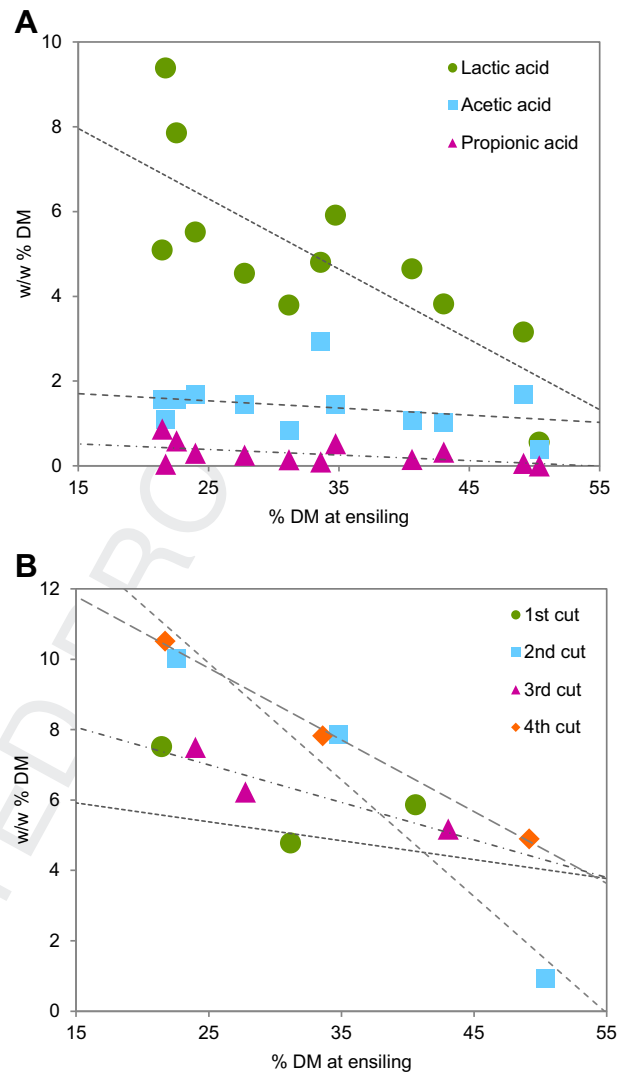 A
10
8
6
4
2
0
w/w % DM
Lactic acid
Acetic acid
Propionic acid
15 25 35 45 55
% DM at ensiling
B
12
10
8
6
4
2
0
w/w % DM
1st cut
2nd cut
3rd cut
4th cut
15 25 35 45 55
% DM at ensiling